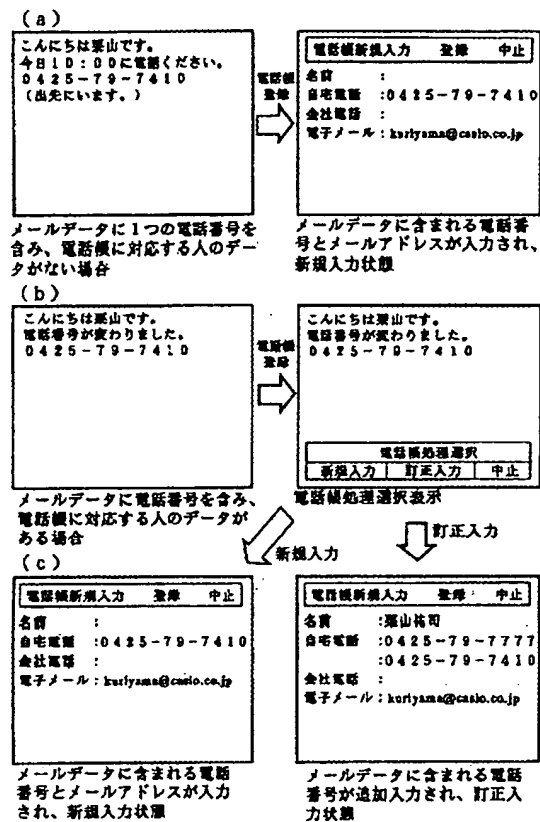 (a)
こんにちは栗山です。
今日10:00に電話ください。
0425-79-7410
(出先にいます。)
電話帳
登録
電話帳新規入力 登録 中止
名前 :
自宅電話 :0425-79-7410
会社電話 :
電子メール:kuriyama@casio.co.jp
メールデータに1つの電話番号を
含み、電話帳に対応する人のデー
タがない場合
メールデータに含まれる電話番
号とメールアドレスが入力され、
新規入力状態
(b)
こんにちは栗山です。
電話番号が変わりました。
0425-79-7410
電話帳
登録
こんにちは栗山です。
電話番号が変わりました。
0425-79-7410
電話帳処理選択
新規入力 訂正入力 中止
メールデータに電話番号を含み、
電話帳に対応する人のデータが
ある場合
電話帳処理選択表示
新規入力
訂正入力
(c)
電話帳新規入力 登録 中止
名前 :
自宅電話 :0425-79-7410
会社電話 :
電子メール:kuriyama@casio.co.jp
メールデータに含まれる電話
番号とメールアドレスが入力
され、新規入力状態
電話帳新規入力 登録 中止
名前 :栗山祐司
自宅電話 :0425-79-7777
:0425-79-7410
会社電話 :
電子メール:kuriyama@casio.co.jp
メールデータに含まれる電話
番号が追加入力され、訂正入
力状態